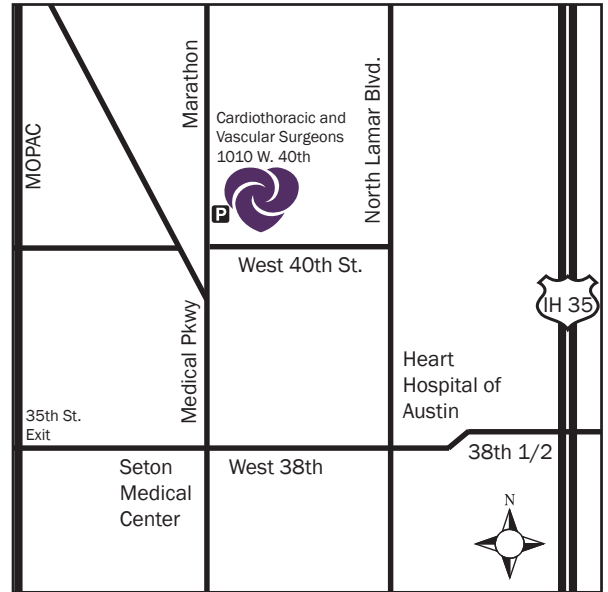 Marathon
Cardiothoracic and
Vascular Surgeons
1010 W. 40th
P
MOPAC
North Lamar Blvd.
West 40th St.
IH 35
Medical Pkwy
Heart
Hospital of
Austin
35th St.
Exit
38th 1/2
West 38th
Seton
Medical
Center
N